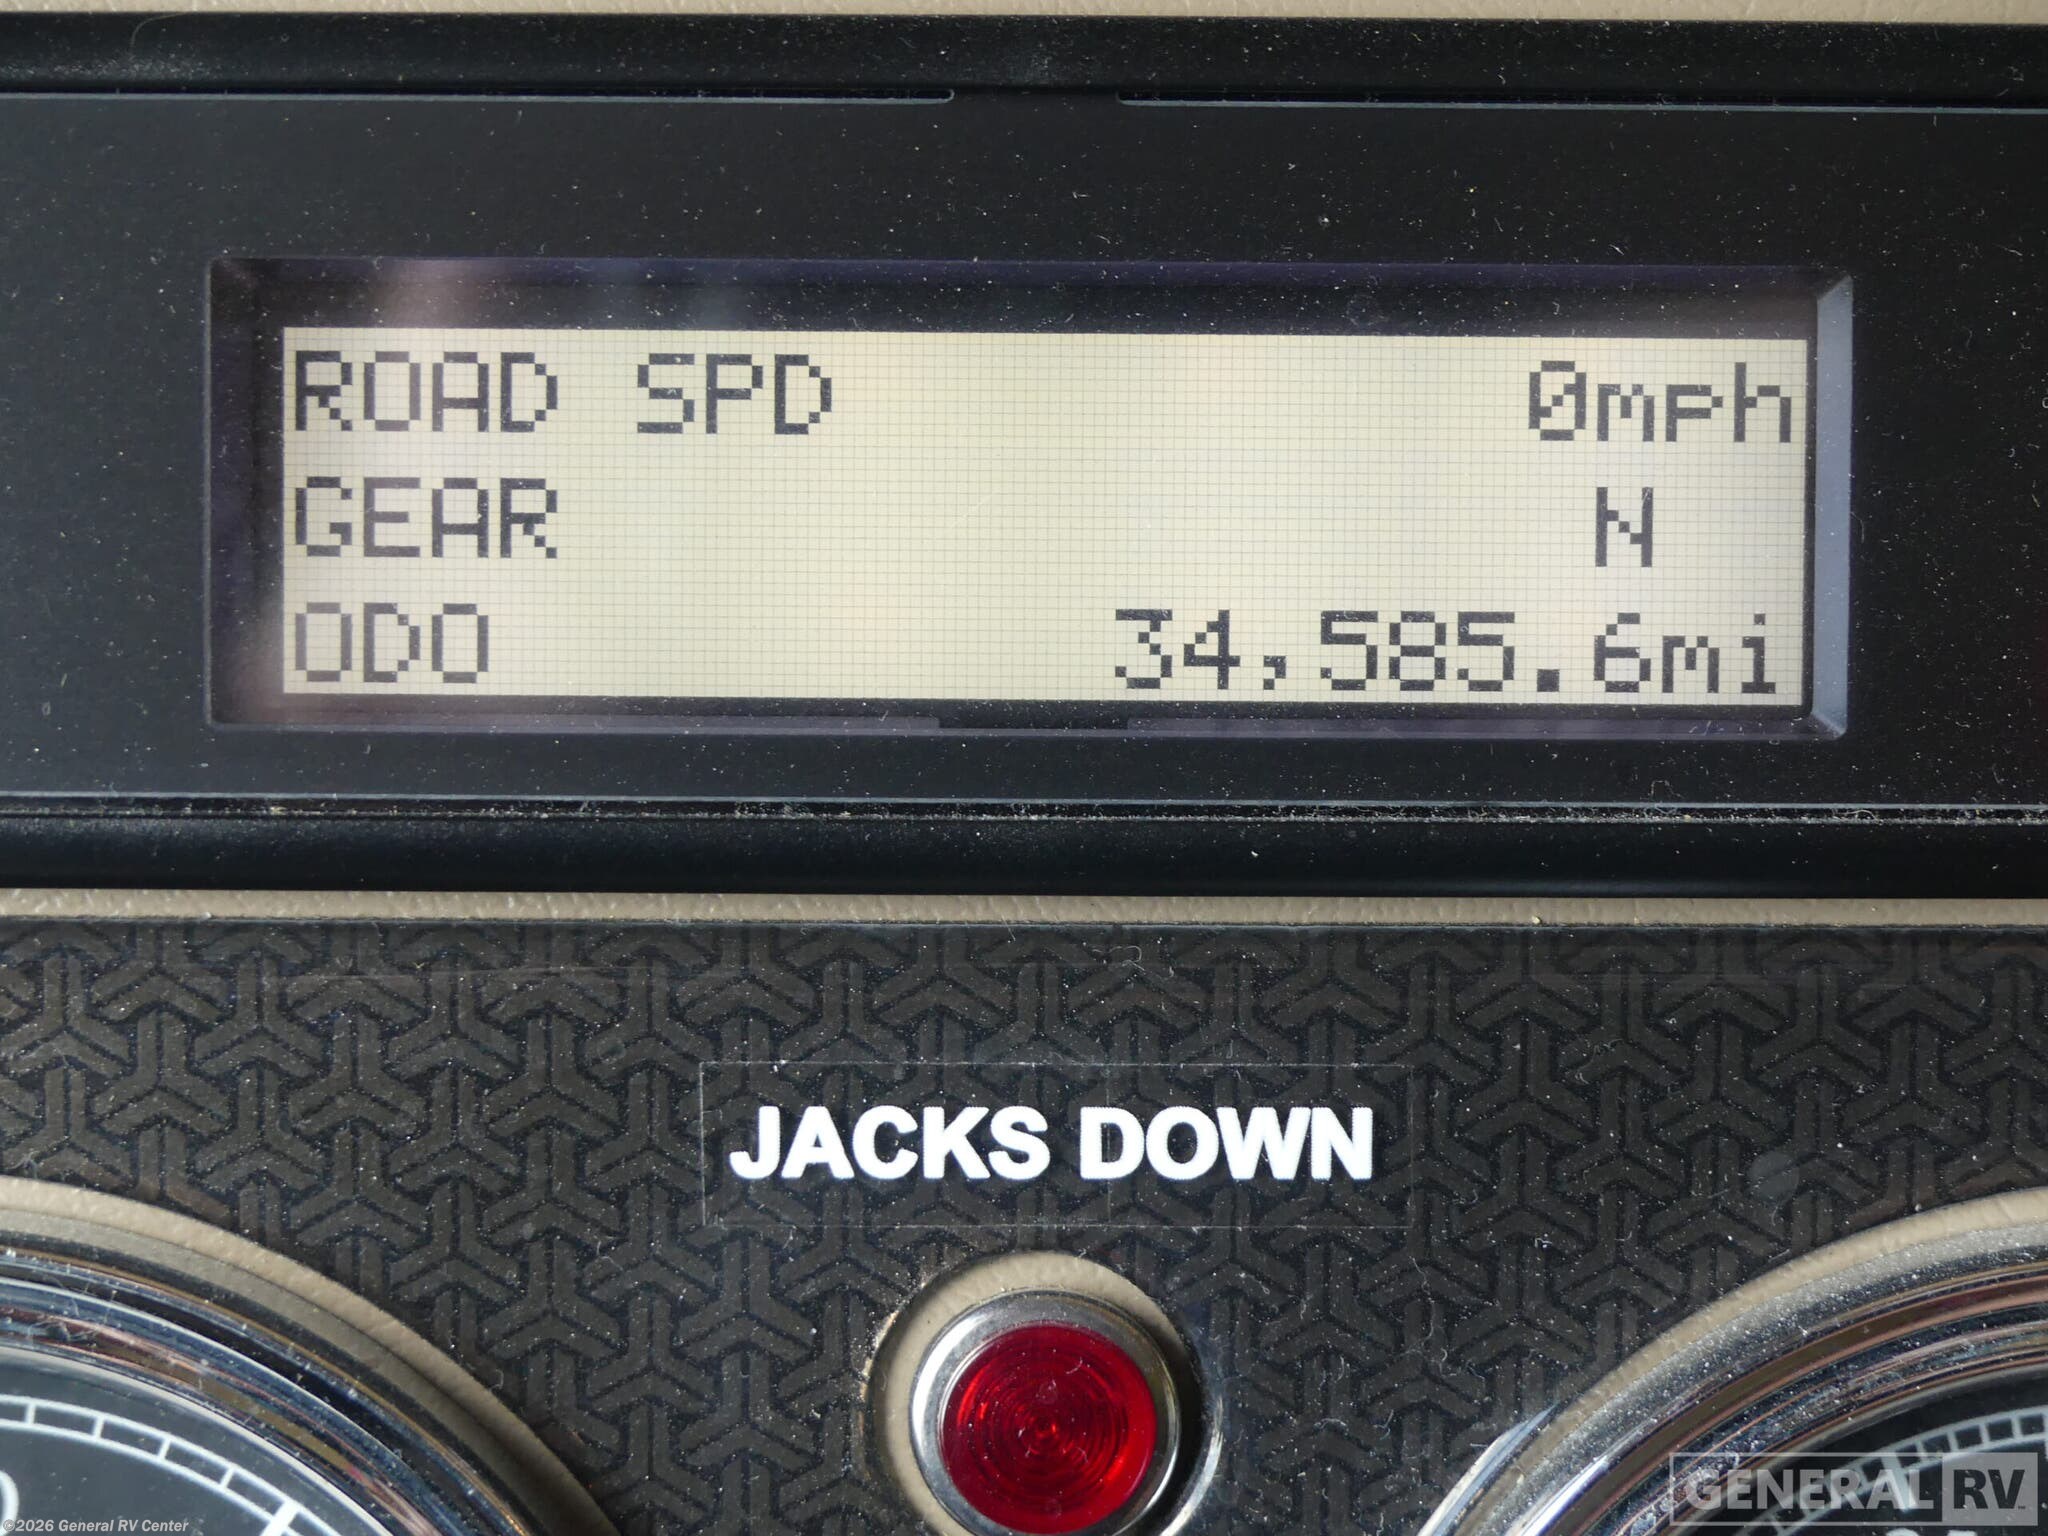 ROAD SPD 0mph
GEAR N
ODO 34,585.6mi
JACKS DOWN
GENERAL RV
©2026 General RV Center